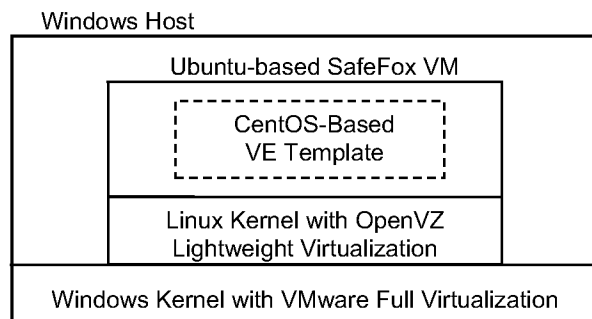 Windows Host
Ubuntu-based SafeFox VM
CentOS-Based
VE Template
Linux Kernel with OpenVZ
Lightweight Virtualization
Windows Kernel with VMware Full Virtualization